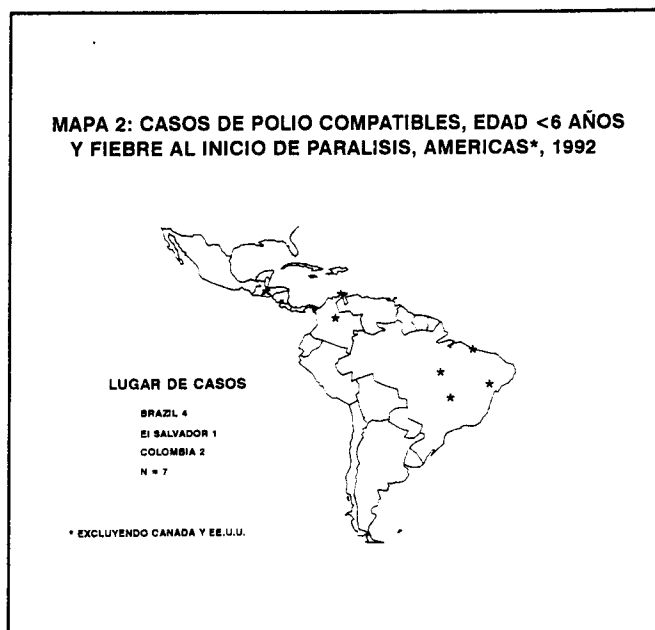 MAPA 2: CASOS DE POLIO COMPATIBLES, EDAD <6 AÑOS
Y FIEBRE AL INICIO DE PARALISIS, AMERICAS*, 1992
LUGAR DE CASOS
BRAZIL 4
El SALVADOR 1
COLOMBIA 2
N = 7
* EXCLUYENDO CANADA Y EE.U.U.